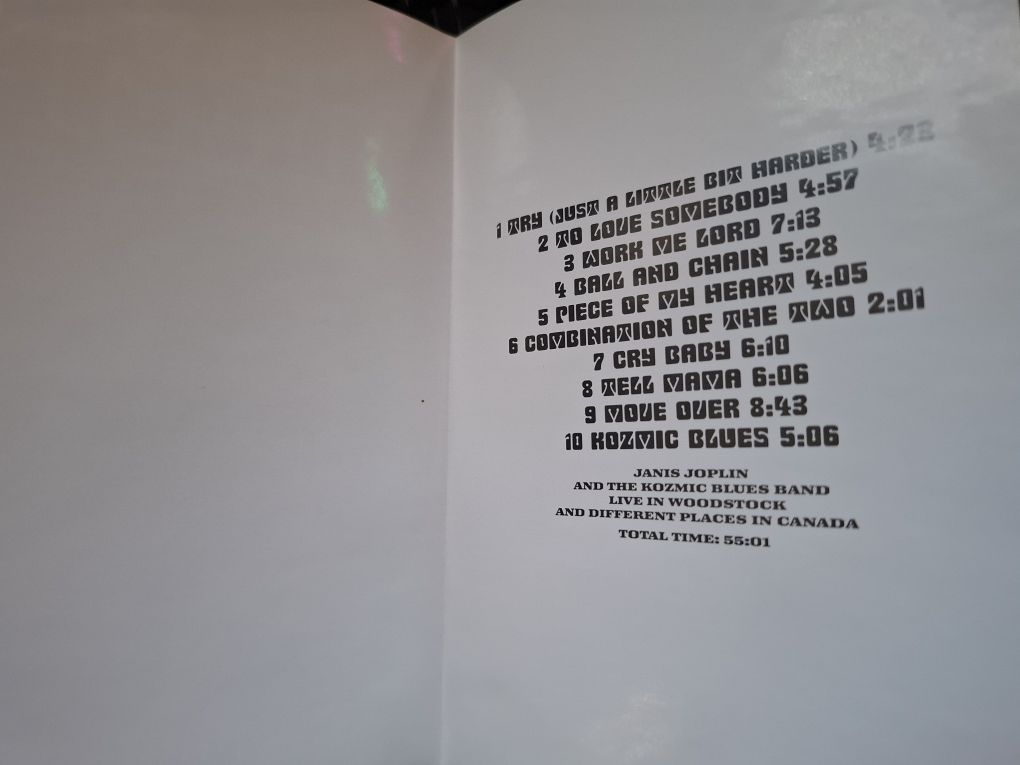 1 TRY (JUST A LITTLE BIT HARDER)
2 TO LOVE SOMEBODY 4:57
3 WORK ME LORD 7:13
4 BALL AND CHAIN 5:28
5 PIECE OF MY HEART 4:05
6 COMBINATION OF THE TWO 2:01
7 CRY BABY 6:10
8 TELL MAMA 6:06
9 MOVE OVER 8:43
10 KOZMIC BLUES 5:06
JANIS JOPLIN
AND THE KOZMIC BLUES BAND
LIVE IN WOODSTOCK
AND DIFFERENT PLACES IN CANADA
TOTAL TIME: 55:01